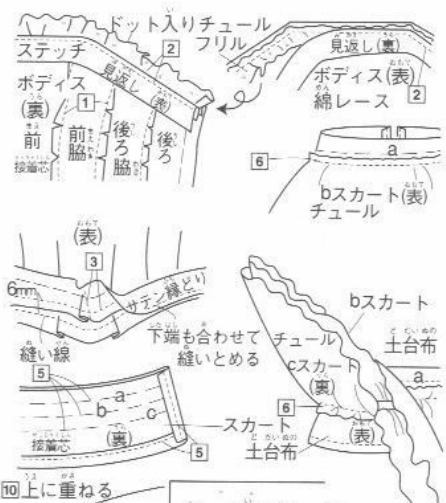 ドット入りチュール
フリル
ステッチ
2
見返し(表)
ボディス
(裏)
1
前
接着芯
前脇
後ろ脇
後ろ
見返し(裏)
ボディス(表)
綿レース
2
6
a
bスカート(表)
チュール
(表)
3
6mm
サテン縁どり
縫い線
下端も合わせて
縫いとめる
5
a
b
c
接着芯
(裏)
スカート
5
bスカート
チュール
cスカート
(裏)
土台布
a
6
(表)
土台布
10 上に重ねる